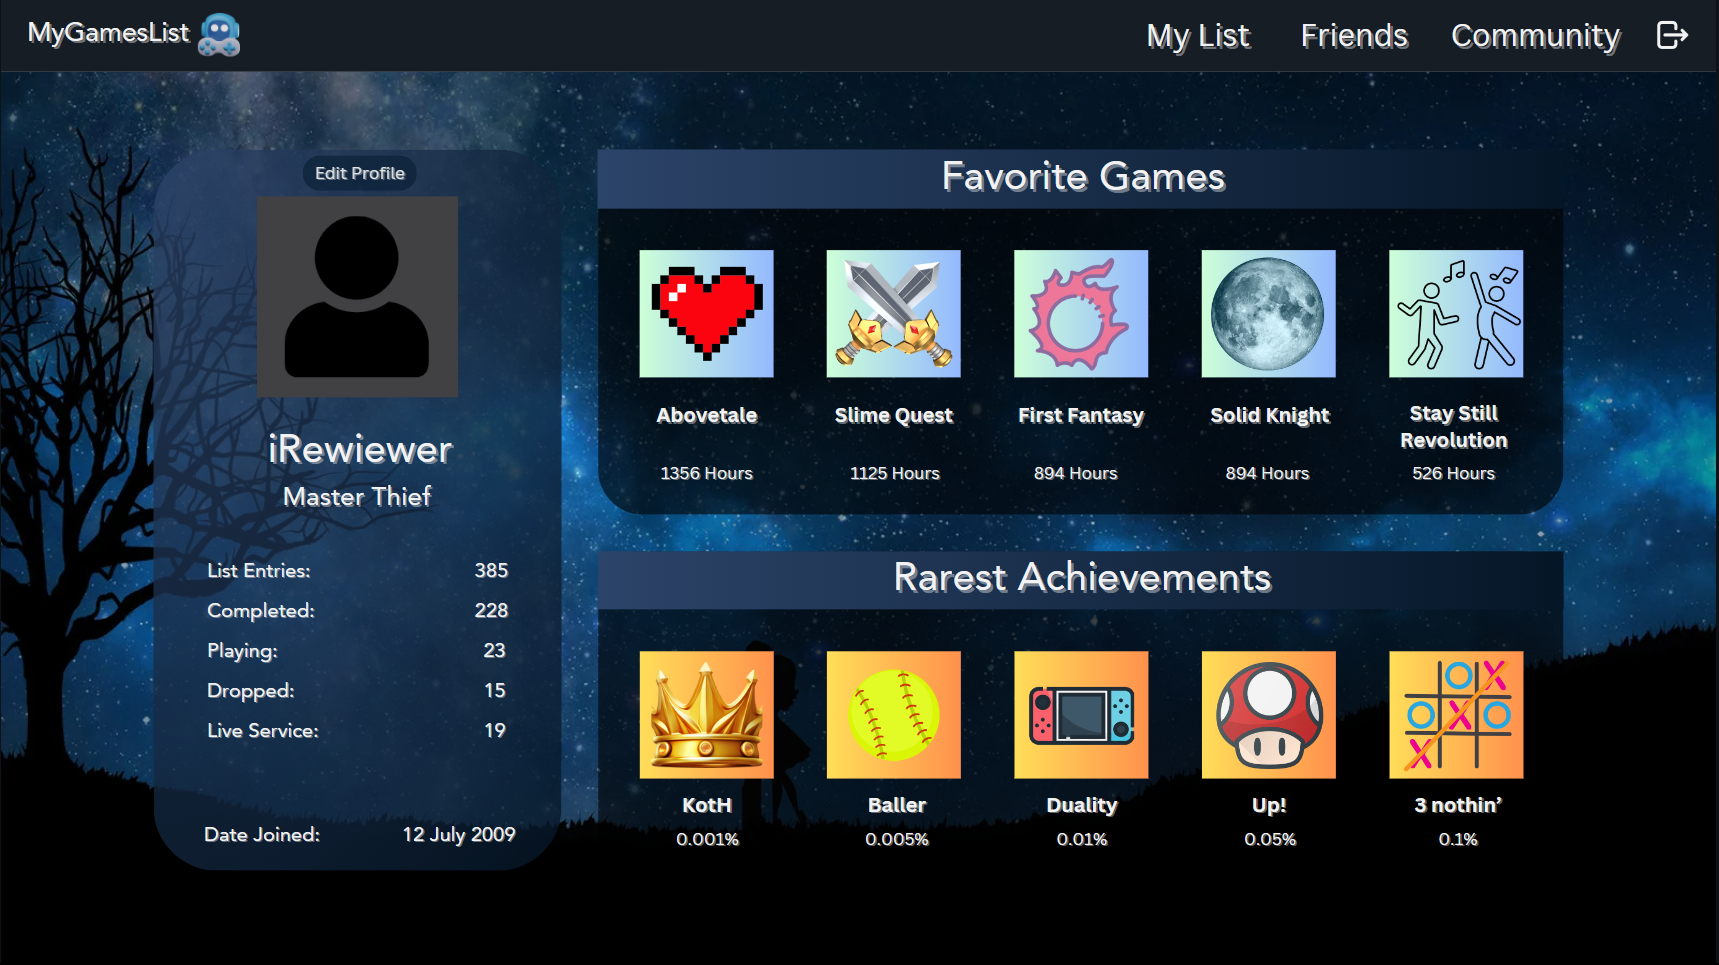 MyGamesList
My List
Friends
Community
Edit Profile
iRewiewer
Master Thief
List Entries: 385
Completed: 228
Playing: 23
Dropped: 15
Live Service: 19
Date Joined: 12 July 2009
Favorite Games
Abovetale
1356 Hours
Slime Quest
1125 Hours
First Fantasy
894 Hours
Solid Knight
894 Hours
Stay Still
Revolution
526 Hours
Rarest Achievements
KotH
0.001%
Baller
0.005%
Duality
0.01%
Up!
0.05%
3 nothin’
0.1%